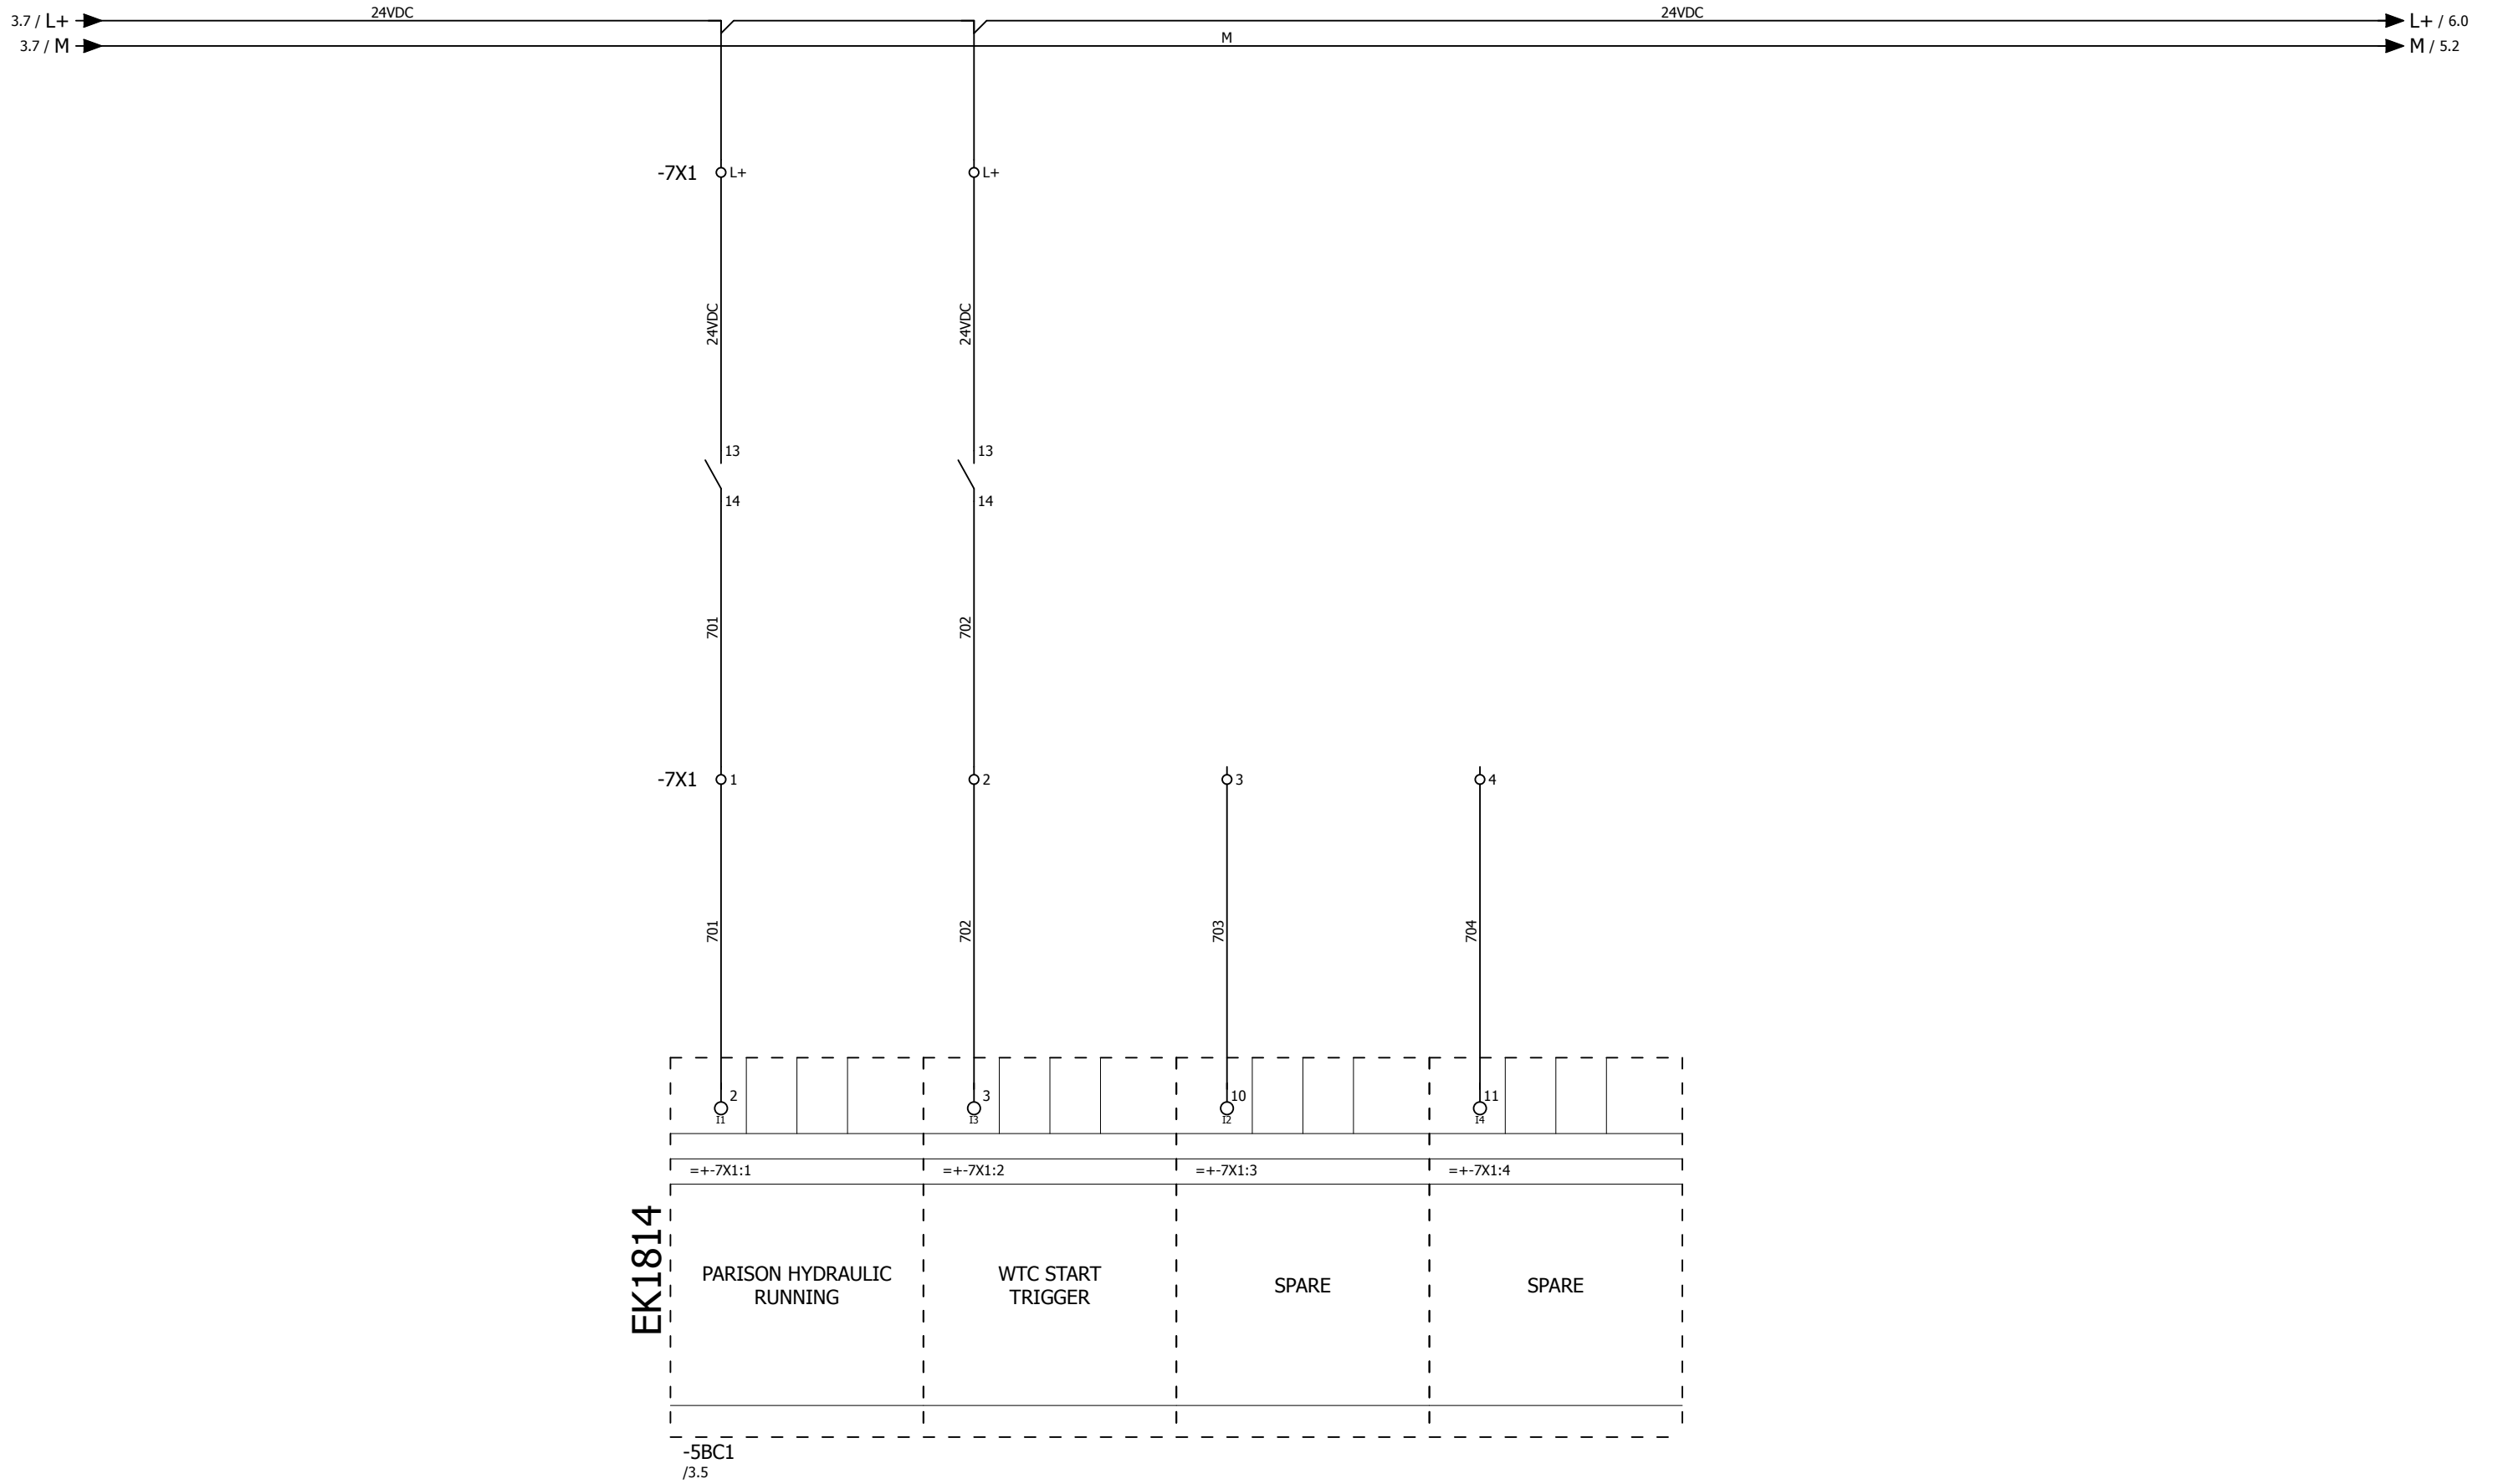 3.7 / L+
24VDC
24VDC
L+ / 6.0
3.7 / M
M
M / 5.2
-7X1
L+
L+
24VDC
24VDC
13
13
14
14
701
702
-7X1
1
2
3
4
701
702
703
704
2
3
10
11
I1
I3
I2
I4
=+-7X1:1
=+-7X1:2
=+-7X1:3
=+-7X1:4
EK1814
PARISON HYDRAULIC
RUNNING
WTC START
TRIGGER
SPARE
SPARE
-5BC1
/3.5